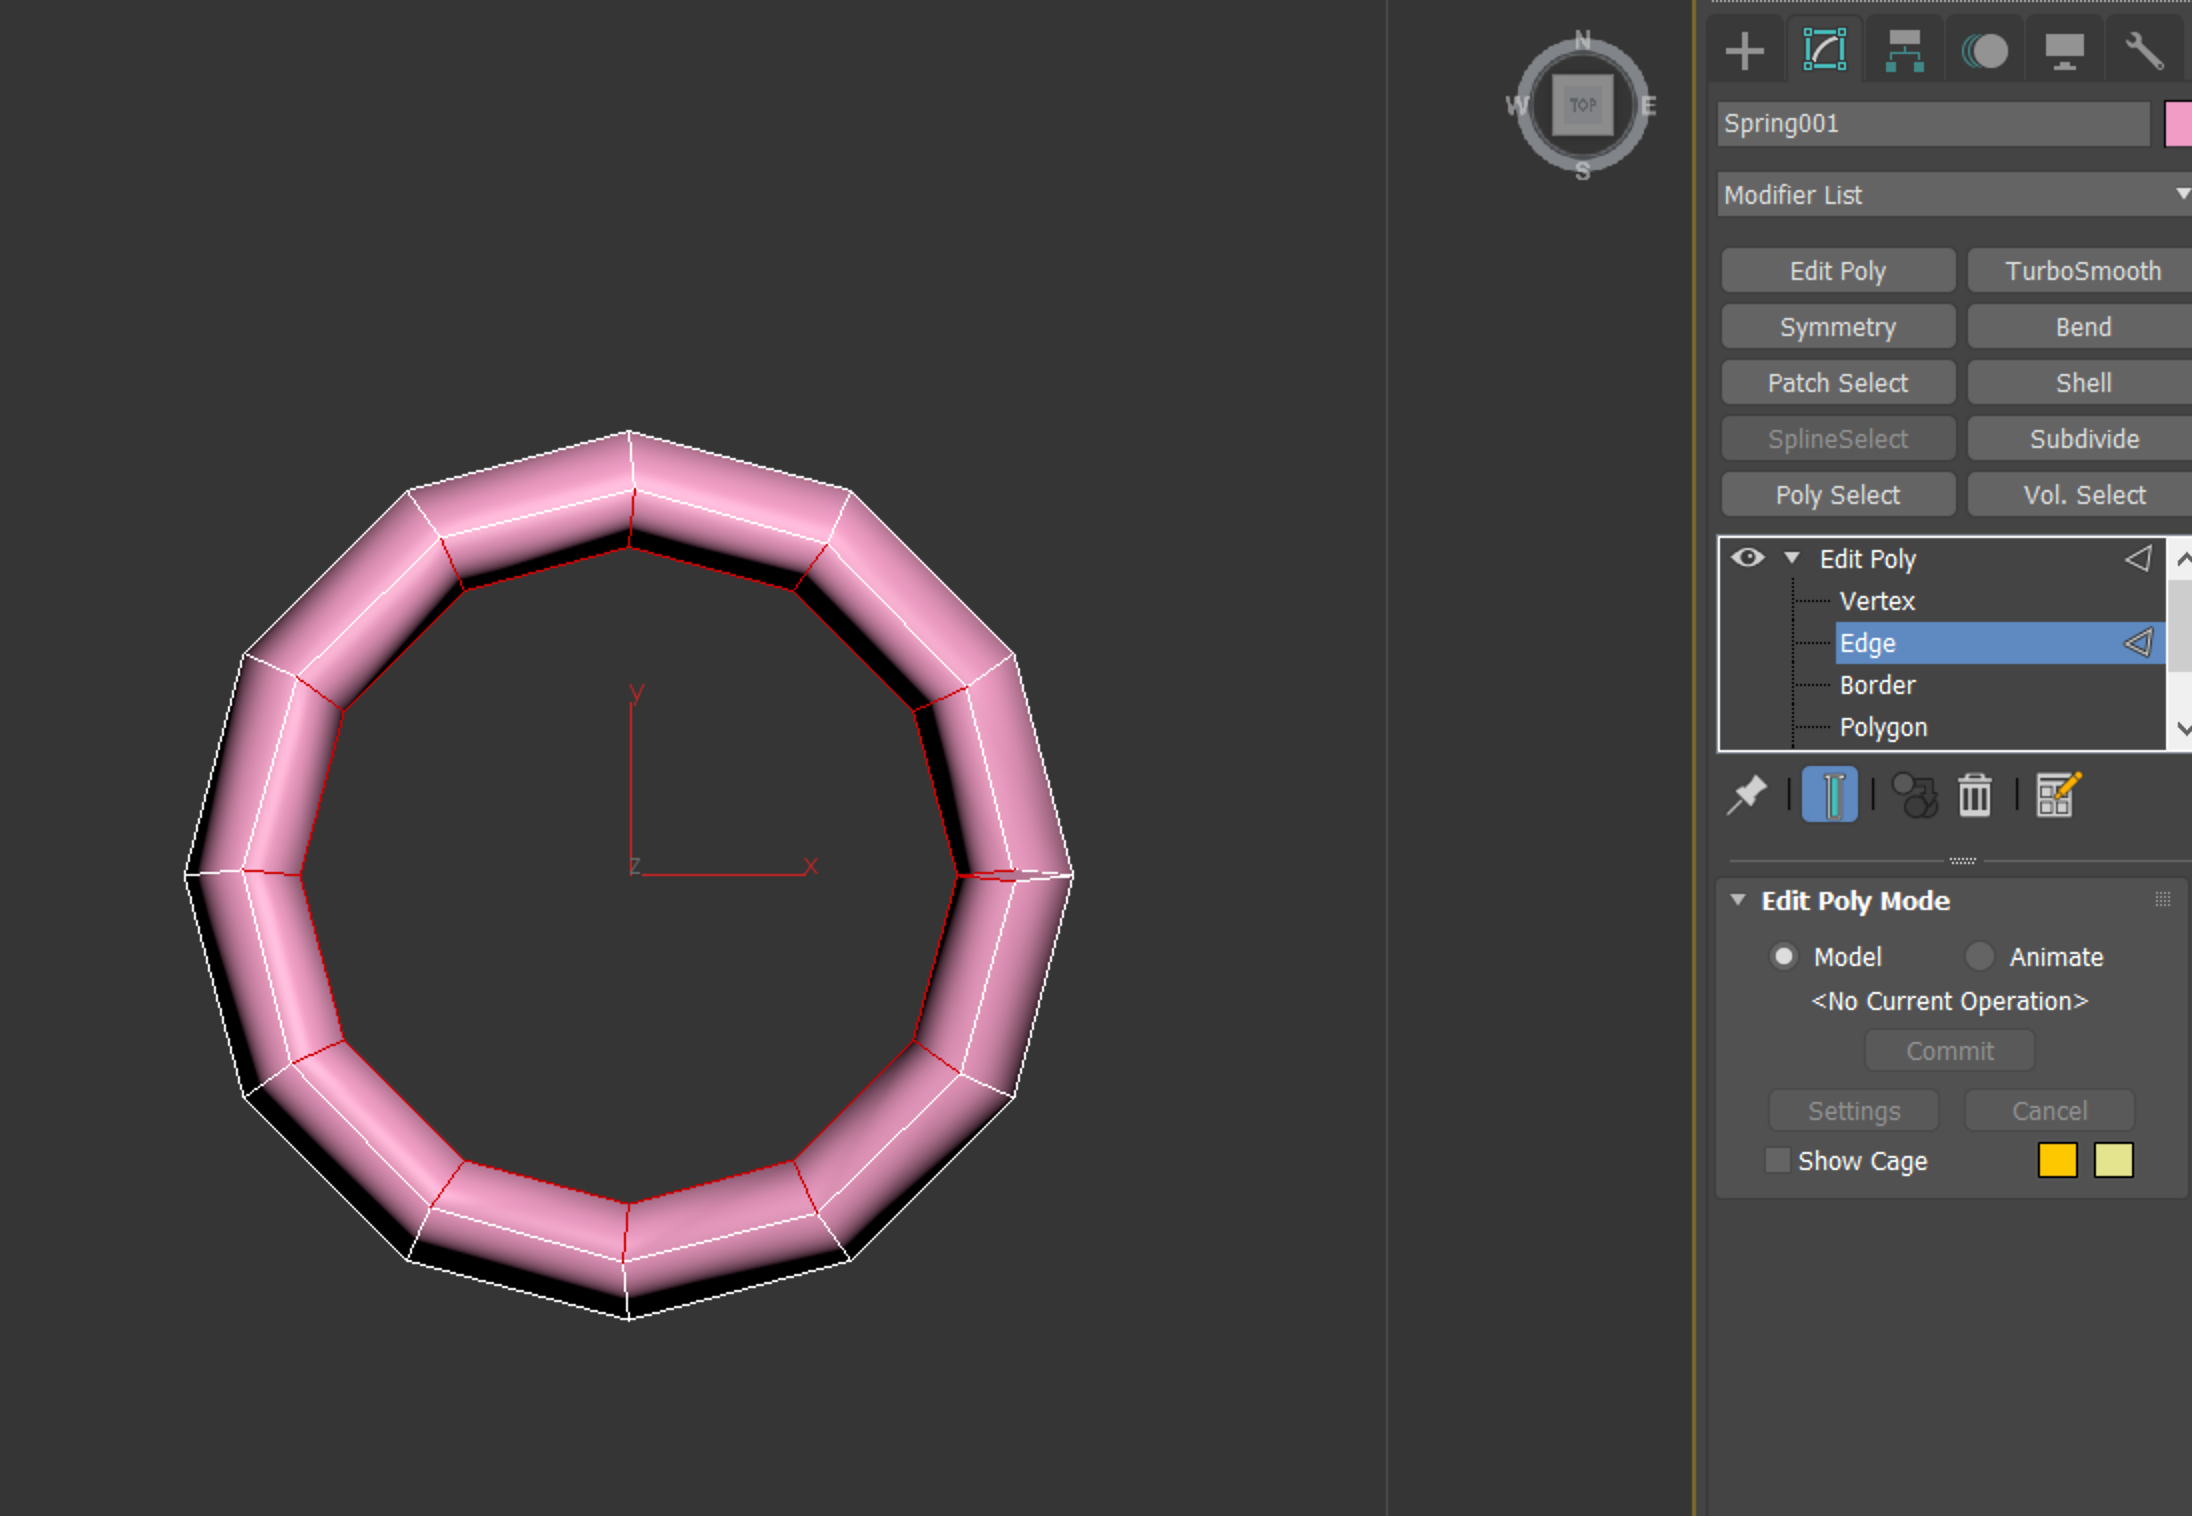 N
W TOP E
S
y
z x
Spring001
Modifier List
Edit Poly TurboSmooth
Symmetry Bend
Patch Select Shell
SplineSelect Subdivide
Poly Select Vol. Select
Edit Poly
Vertex
Edge
Border
Polygon
Edit Poly Mode
Model Animate
<No Current Operation>
Commit
Settings Cancel
Show Cage